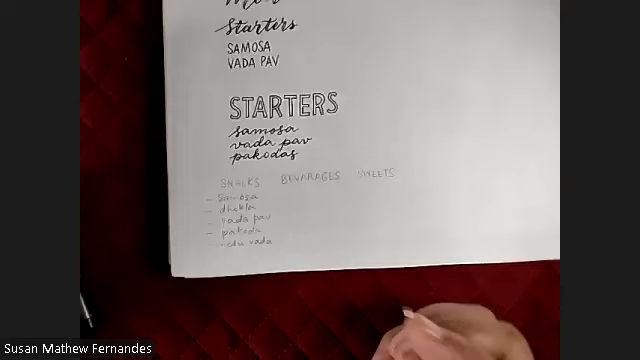 Menu
Starters
SAMOSA
VADA PAV
STARTERS
samosa
vada pav
pakodas
SNACKS BEVARAGES SWEETS
- Samosa
- dhokla
- vada pav
- pakoda
- medu vada
Susan Mathew Fernandes